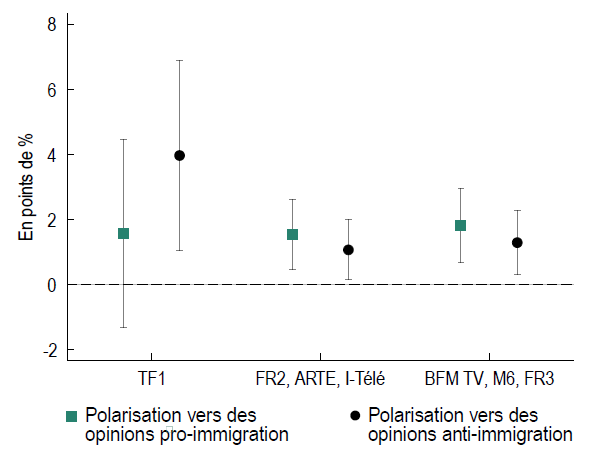 8
6
4
2
0
-2
En points de %
TF1
FR2, ARTE, I-Télé
BFM TV, M6, FR3
Polarisation vers des
opinions pro-immigration
Polarisation vers des
opinions anti-immigration